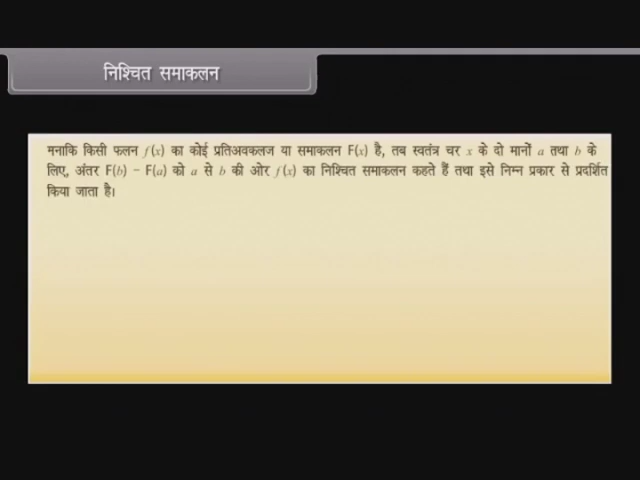 निश्चित समाकलन
मनाकि किसी फलन f(x) का कोई प्रतिअवकलज या समाकलन F(x) है, तब स्वतंत्र चर x के दो मानों a तथा b के
लिए, अंतर F(b) − F(a) को a से b की ओर f(x) का निश्चित समाकलन कहते हैं तथा इसे निम्न प्रकार से प्रदर्शित
किया जाता है।